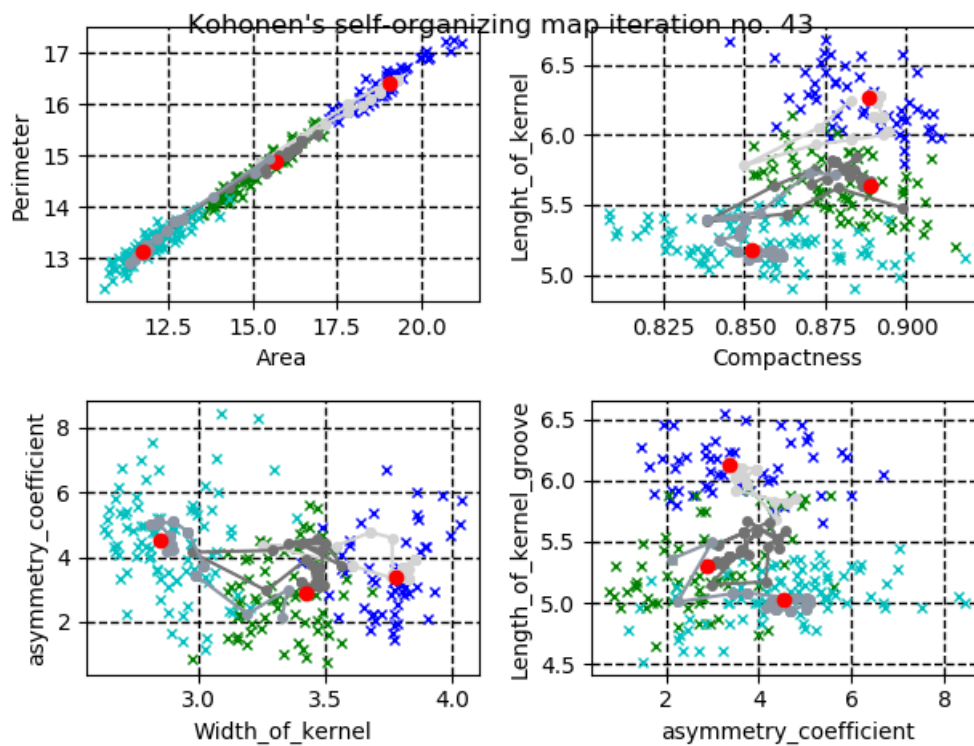 Kohonen's self-organizing map iteration no. 43
17
16
15
14
13
Perimeter
12.5 15.0 17.5 20.0
Area
6.5
6.0
5.5
5.0
Lenght_of_kernel
0.825 0.850 0.875 0.900
Compactness
8
6
4
2
asymmetry_coefficient
3.0 3.5 4.0
Width_of_kernel
6.5
6.0
5.5
5.0
4.5
Length_of_kernel_groove
2 4 6 8
asymmetry_coefficient